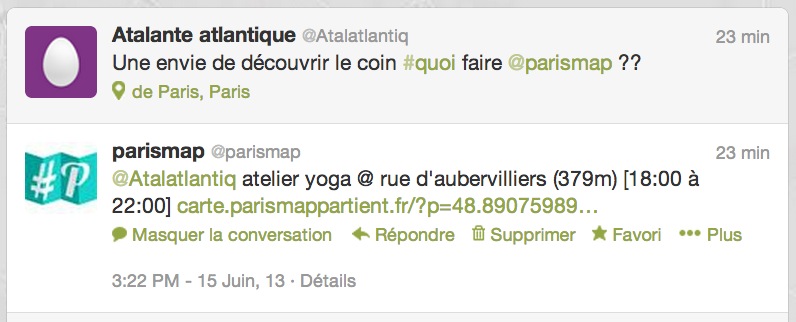 Atalante atlantique @Atalatlantiq 23 min
Une envie de découvrir le coin #quoi faire @parismap ??
de Paris, Paris
#P
parismap @parismap 23 min
@Atalatlantiq atelier yoga @ rue d'aubervilliers (379m) [18:00 à
22:00] carte.parismappartient.fr/?p=48.89075989…
Masquer la conversation Répondre Supprimer Favori Plus
3:22 PM - 15 Juin, 13 · Détails